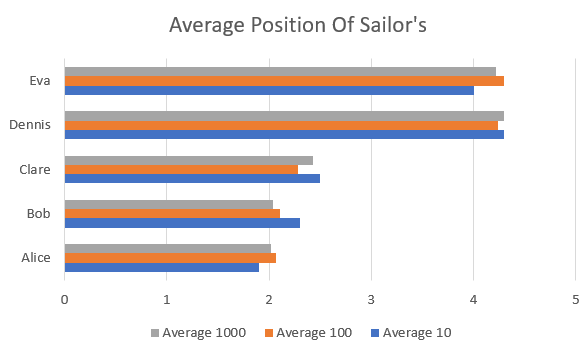 Average Position Of Sailor's
Eva
Dennis
Clare
Bob
Alice
0 1 2 3 4 5
Average 1000 Average 100 Average 10